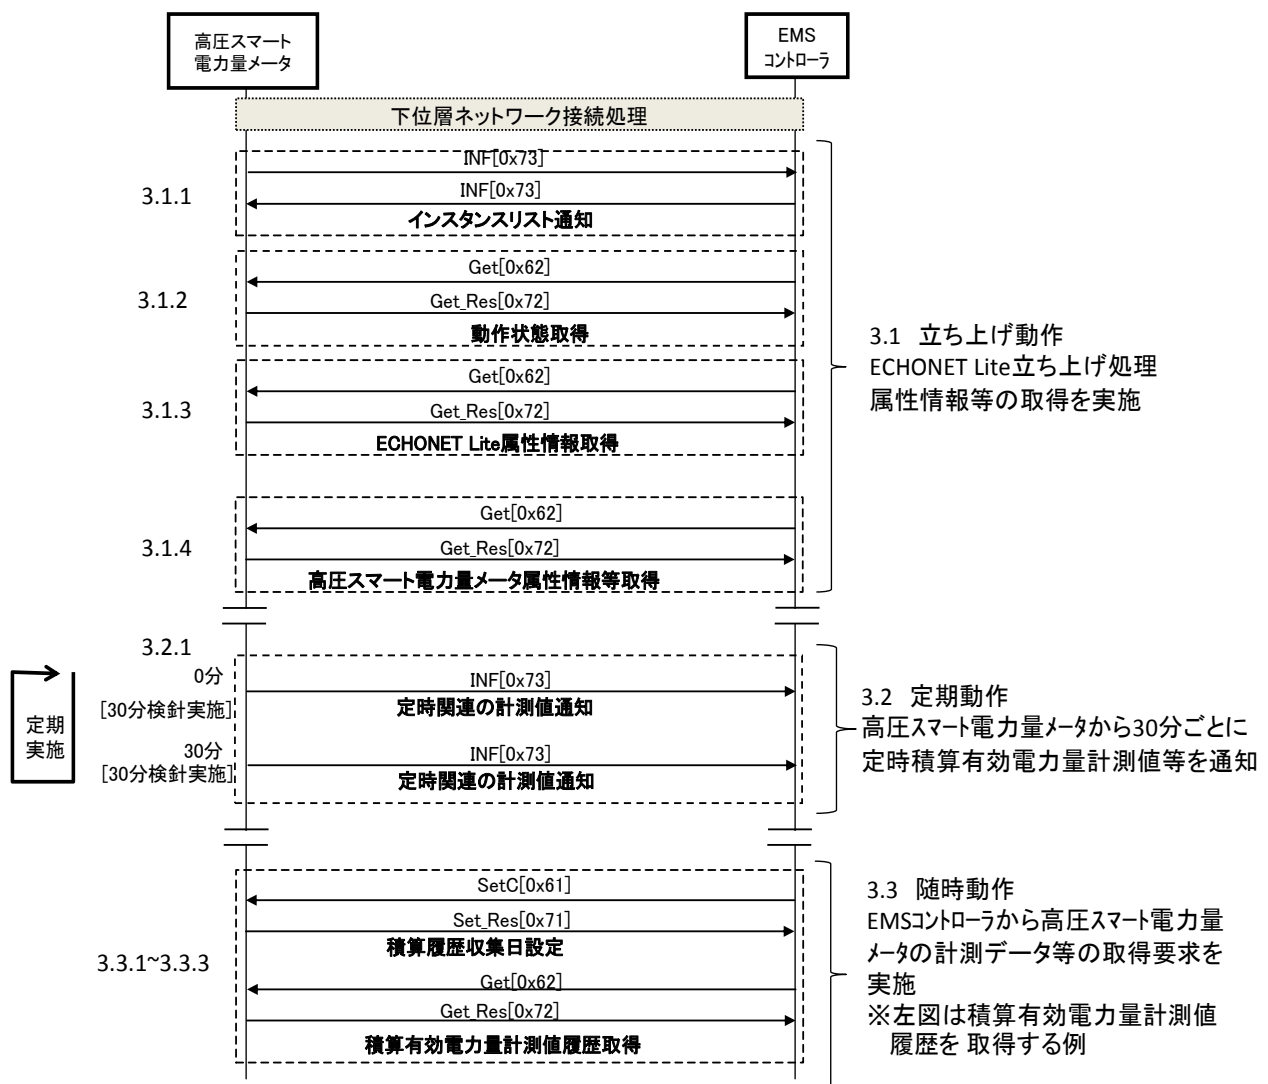 高圧スマート
電力量メータ
EMS
コントローラ
下位層ネットワーク接続処理
3.1.1
INF[0x73]
INF[0x73]
インスタンスリスト通知
3.1.2
Get[0x62]
Get_Res[0x72]
動作状態取得
3.1.3
Get[0x62]
Get_Res[0x72]
ECHONET Lite属性情報取得
3.1.4
Get[0x62]
Get_Res[0x72]
高圧スマート電力量メータ属性情報等取得
3.1 立ち上げ動作
ECHONET Lite立ち上げ処理
属性情報等の取得を実施
3.2.1
定期
実施
0分
[30分検針実施]
INF[0x73]
定時関連の計測値通知
30分
[30分検針実施]
INF[0x73]
定時関連の計測値通知
3.2 定期動作
高圧スマート電力量メータから30分ごとに
定時積算有効電力量計測値等を通知
3.3.1~3.3.3
SetC[0x61]
Set_Res[0x71]
積算履歴収集日設定
Get[0x62]
Get_Res[0x72]
積算有効電力量計測値履歴取得
3.3 随時動作
EMSコントローラから高圧スマート電力量
メータの計測データ等の取得要求を
実施
※左図は積算有効電力量計測値
履歴を 取得する例